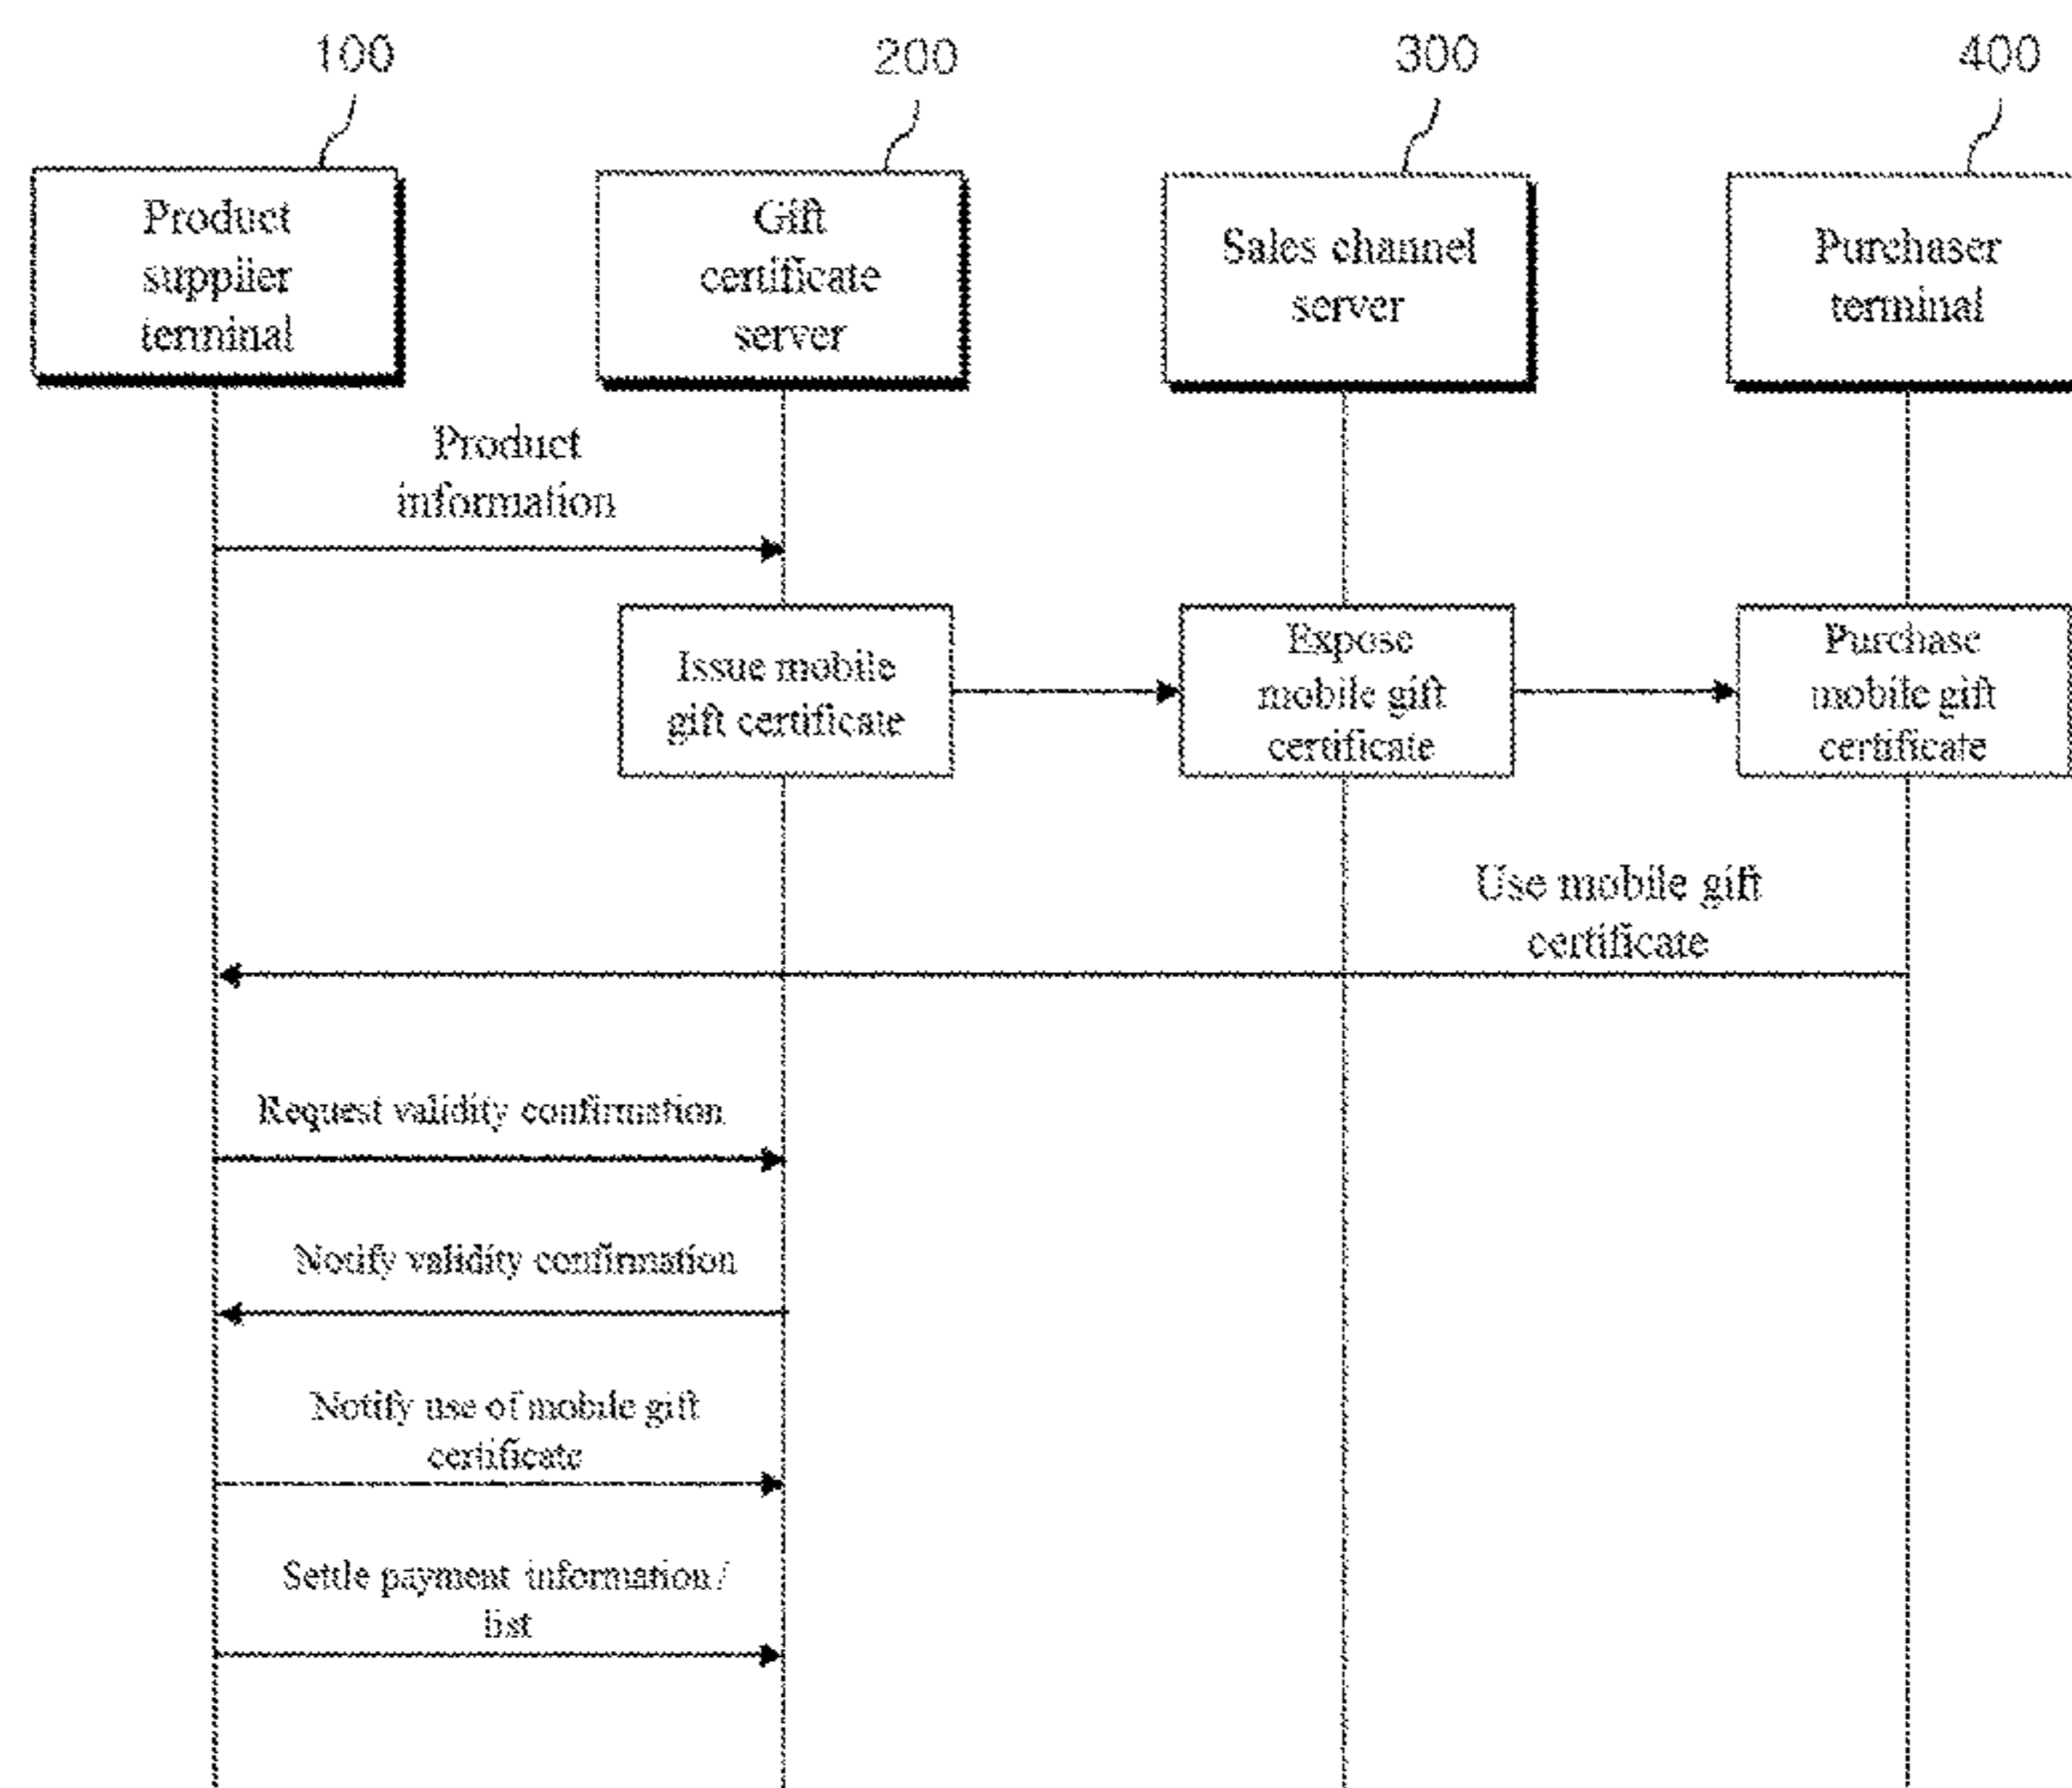 100
200
300
400
Product
supplier
terminal
Gift
certificate
server
Sales channel
server
Purchaser
terminal
Product
information
Issue mobile
gift certificate
Expose
mobile gift
certificate
Purchase
mobile gift
certificate
Use mobile gift
certificate
Request validity confirmation
Notify validity confirmation
Notify use of mobile gift
certificate
Settle payment information/
list